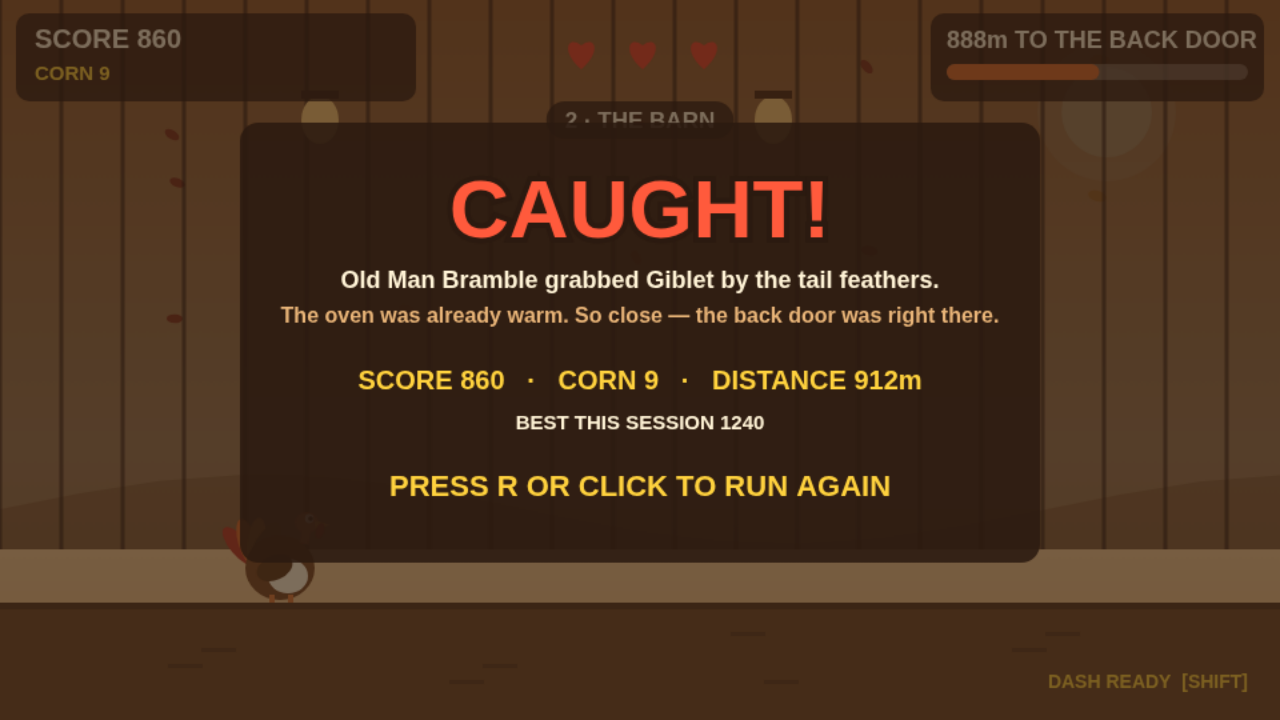 SCORE 860
CORN 9
888m TO THE BACK DOOR
2 · THE BARN
CAUGHT!
Old Man Bramble grabbed Giblet by the tail feathers.
The oven was already warm. So close — the back door was right there.
SCORE 860 · CORN 9 · DISTANCE 912m
BEST THIS SESSION 1240
PRESS R OR CLICK TO RUN AGAIN
DASH READY [SHIFT]